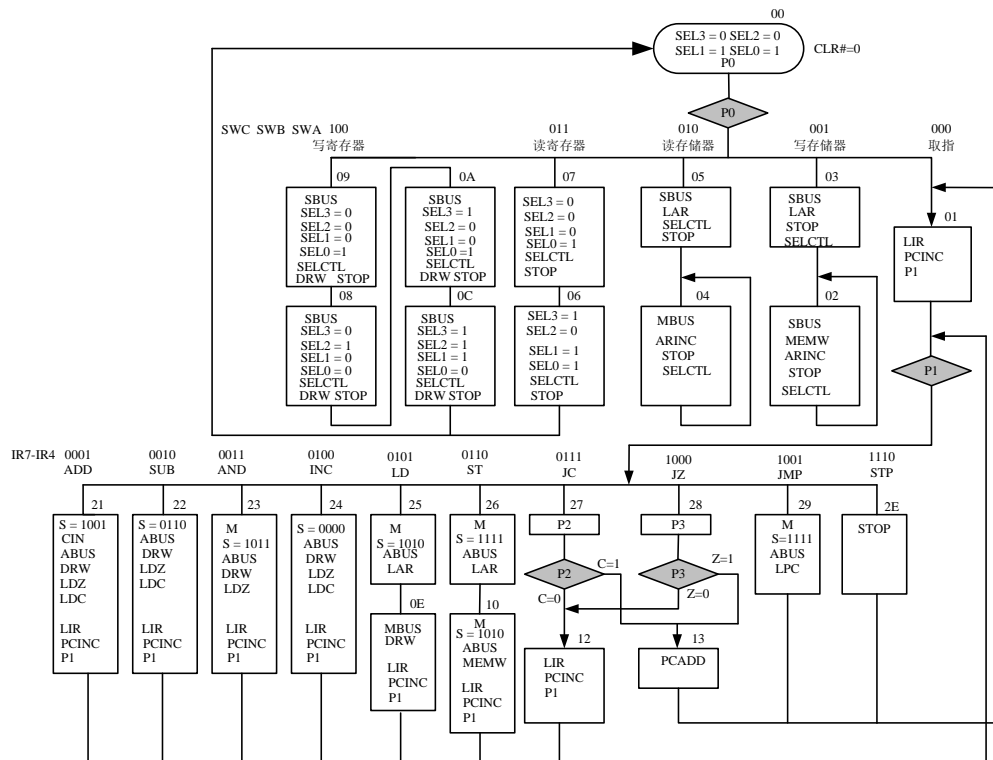 00
SEL3 = 0 SEL2 = 0
SEL1 = 1 SEL0 = 1
P0
CLR#=0
P0
SWC SWB SWA 100
写寄存器
011
读寄存器
010
读存储器
001
写存储器
000
取指
09
SBUS
SEL3 = 0
SEL2 = 0
SEL1 = 0
SEL0 =1
SELCTL
DRW STOP
0A
SBUS
SEL3 = 1
SEL2 = 0
SEL1 = 0
SEL0 =1
SELCTL
DRW STOP
07
SEL3 = 0
SEL2 = 0
SEL1 = 0
SEL0 = 1
SELCTL
STOP
05
SBUS
LAR
SELCTL
STOP
03
SBUS
LAR
STOP
SELCTL
01
LIR
PCINC
P1
08
SBUS
SEL3 = 0
SEL2 = 1
SEL1 = 0
SEL0 = 0
SELCTL
DRW STOP
0C
SBUS
SEL3 = 1
SEL2 = 1
SEL1 = 1
SEL0 = 0
SELCTL
DRW STOP
06
SEL3 = 1
SEL2 = 0
SEL1 = 1
SEL0 = 1
SELCTL
STOP
04
MBUS
ARINC
STOP
SELCTL
02
SBUS
MEMW
ARINC
STOP
SELCTL
P1
IR7-IR4
0001
ADD
0010
SUB
0011
AND
0100
INC
0101
LD
0110
ST
0111
JC
1000
JZ
1001
JMP
1110
STP
21
S = 1001
CIN
ABUS
DRW
LDZ
LDC
LIR
PCINC
P1
22
S = 0110
ABUS
DRW
LDZ
LDC
LIR
PCINC
P1
23
M
S = 1011
ABUS
DRW
LDZ
LIR
PCINC
P1
24
S =0000
ABUS
DRW
LDZ
LDC
LIR
PCINC
P1
25
M
S = 1010
ABUS
LAR
26
M
S = 1111
ABUS
LAR
27
P2
28
P3
29
M
S=1111
ABUS
LPC
2E
STOP
P2
C=1
C=0
P3
Z=1
Z=0
0E
MBUS
DRW
LIR
PCINC
P1
10
M
S = 1010
ABUS
MEMW
LIR
PCINC
P1
12
LIR
PCINC
P1
13
PCADD